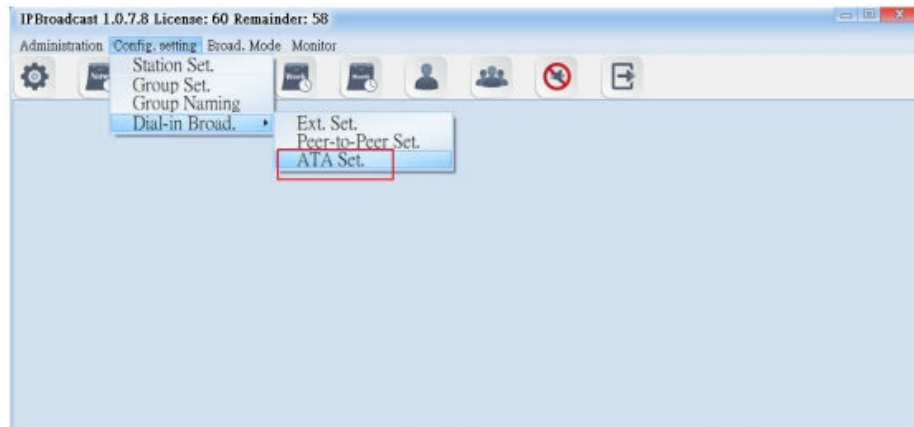 IPBroadcast 1.0.7.8 License: 60 Remainder: 58
Administration Config. setting Broad. Mode Monitor
Station Set.
Group Set.
Group Naming
Dial-in Broad.
Ext. Set.
Peer-to-Peer Set.
ATA Set.